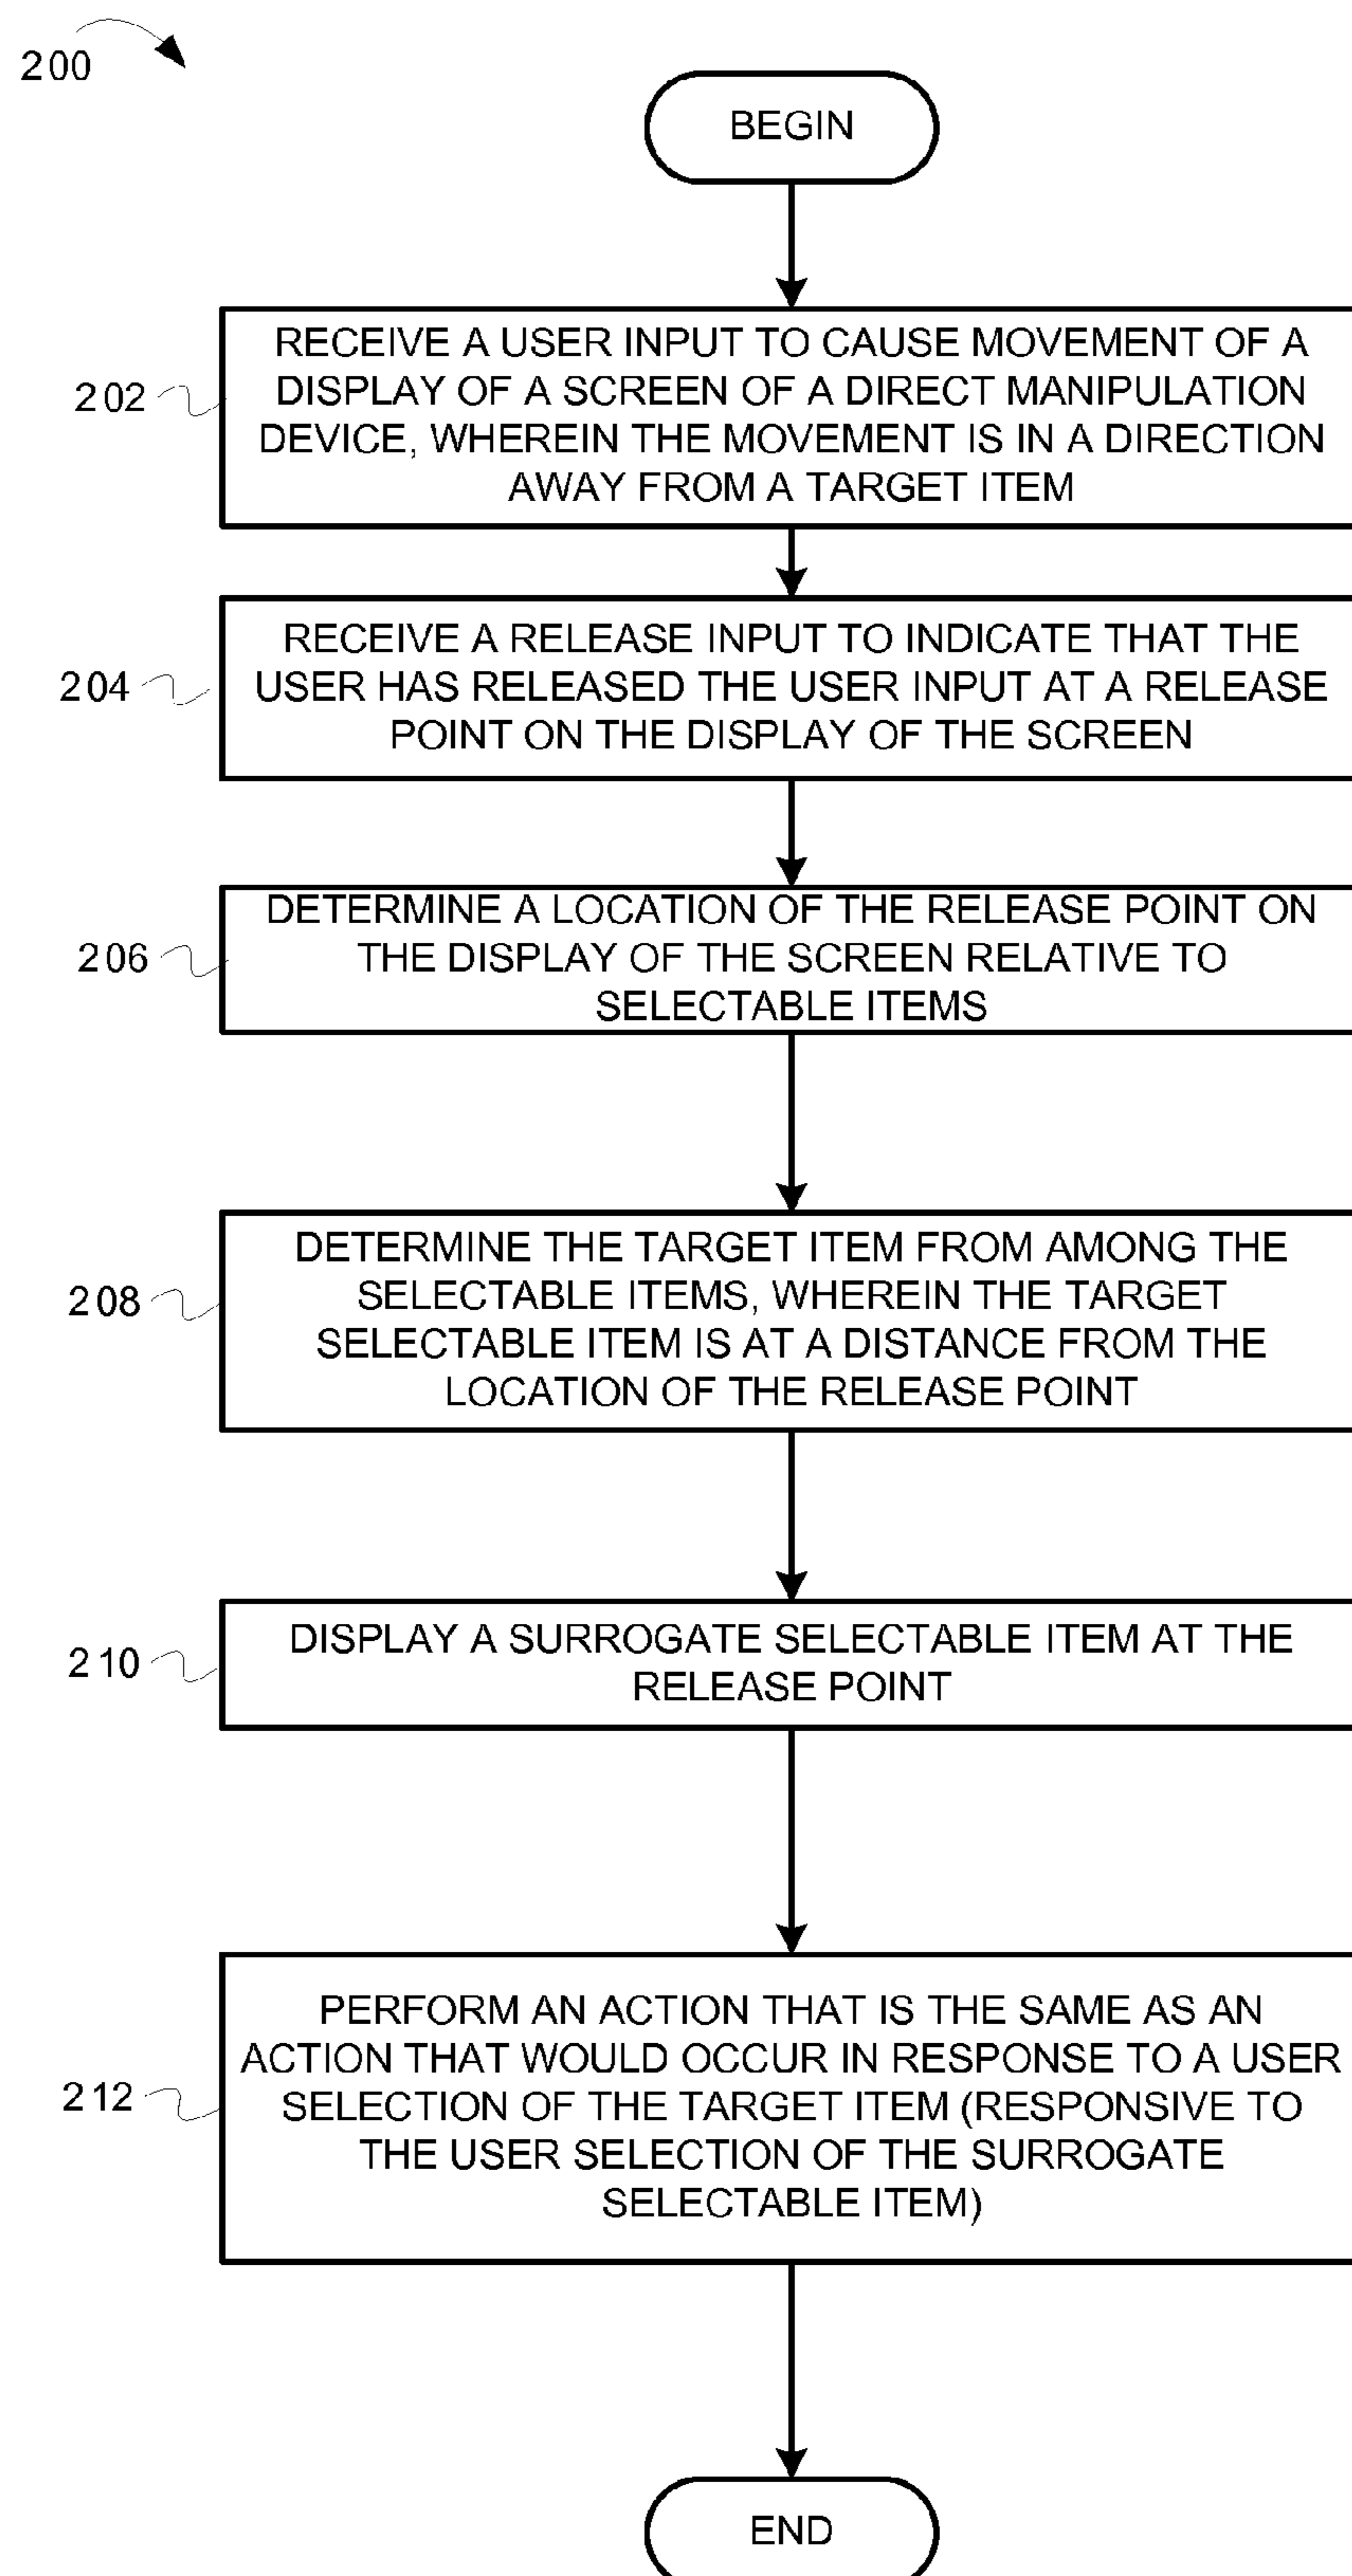 200
BEGIN
202
RECEIVE A USER INPUT TO CAUSE MOVEMENT OF A
DISPLAY OF A SCREEN OF A DIRECT MANIPULATION
DEVICE, WHEREIN THE MOVEMENT IS IN A DIRECTION
AWAY FROM A TARGET ITEM
204
RECEIVE A RELEASE INPUT TO INDICATE THAT THE
USER HAS RELEASED THE USER INPUT AT A RELEASE
POINT ON THE DISPLAY OF THE SCREEN
206
DETERMINE A LOCATION OF THE RELEASE POINT ON
THE DISPLAY OF THE SCREEN RELATIVE TO
SELECTABLE ITEMS
208
DETERMINE THE TARGET ITEM FROM AMONG THE
SELECTABLE ITEMS, WHEREIN THE TARGET
SELECTABLE ITEM IS AT A DISTANCE FROM THE
LOCATION OF THE RELEASE POINT
210
DISPLAY A SURROGATE SELECTABLE ITEM AT THE
RELEASE POINT
212
PERFORM AN ACTION THAT IS THE SAME AS AN
ACTION THAT WOULD OCCUR IN RESPONSE TO A USER
SELECTION OF THE TARGET ITEM (RESPONSIVE TO
THE USER SELECTION OF THE SURROGATE
SELECTABLE ITEM)
END